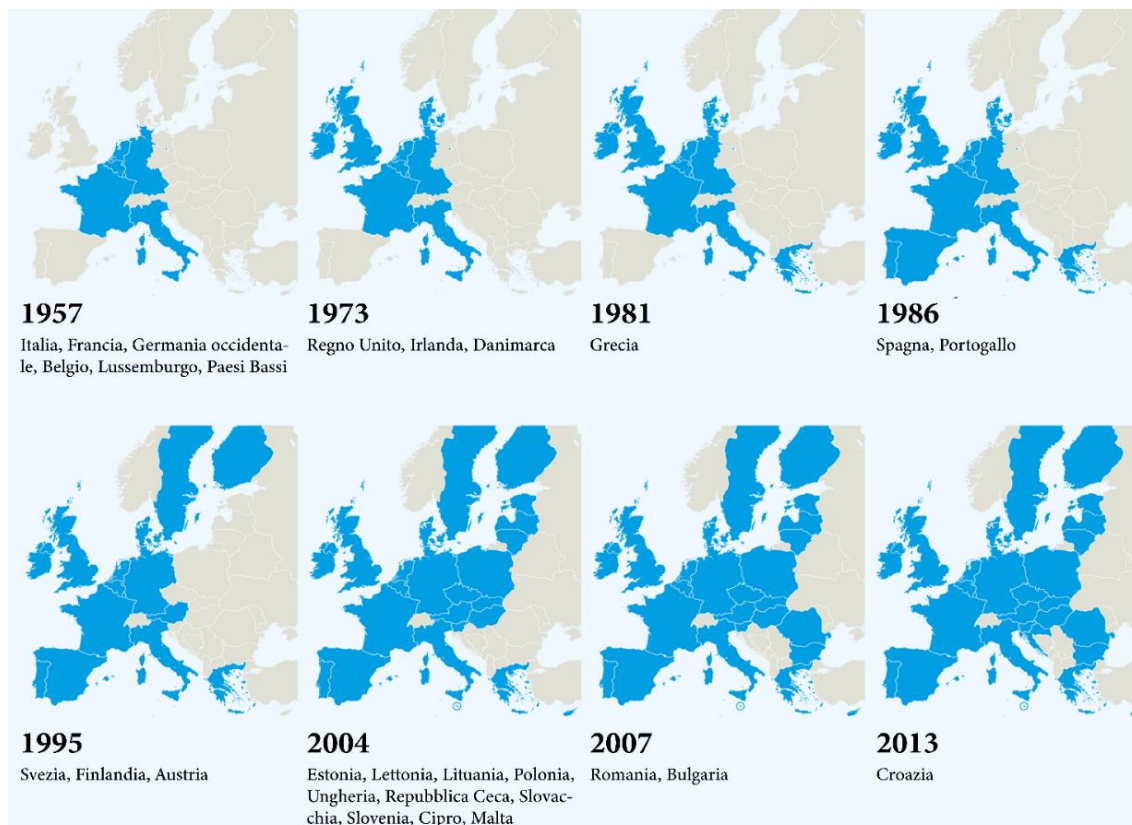 1957
Italia, Francia, Germania occidenta-
le, Belgio, Lussemburgo, Paesi Bassi
1973
Regno Unito, Irlanda, Danimarca
1981
Grecia
1986
Spagna, Portogallo
1995
Svezia, Finlandia, Austria
2004
Estonia, Lettonia, Lituania, Polonia,
Ungheria, Repubblica Ceca, Slovac-
chia, Slovenia, Cipro, Malta
2007
Romania, Bulgaria
2013
Croazia